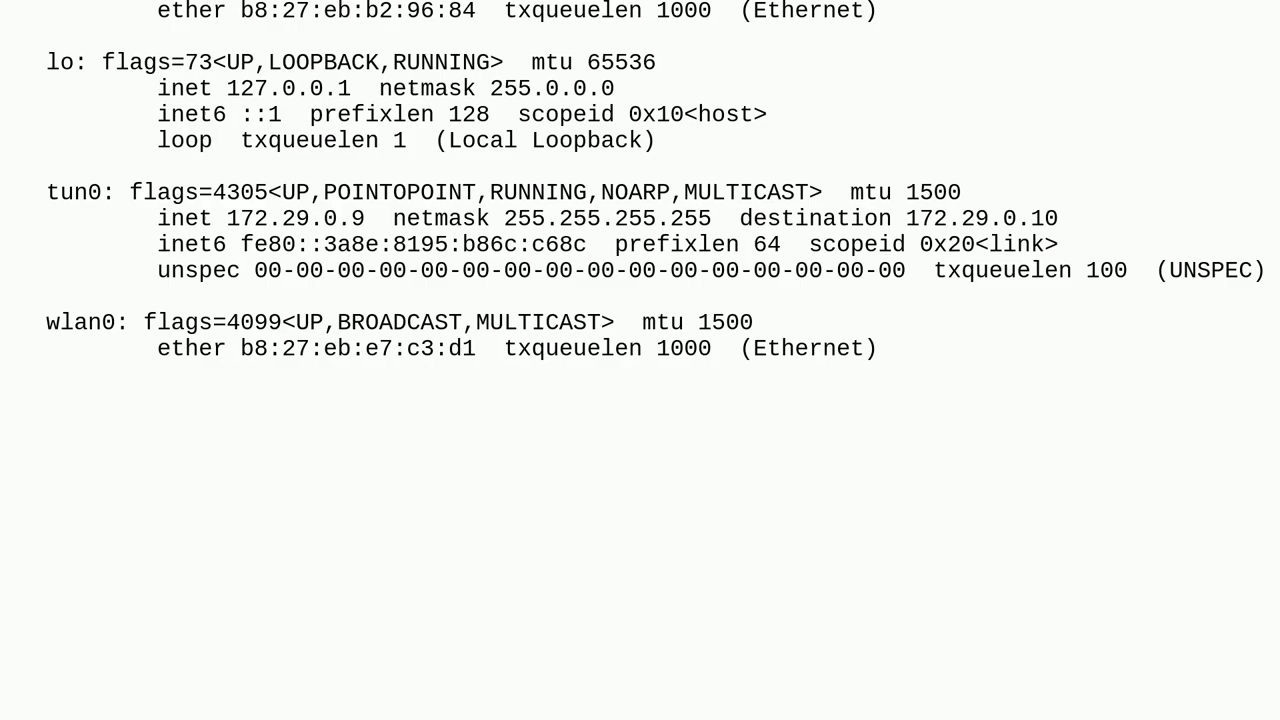 ether b8:27:eb:b2:96:84  txqueuelen 1000  (Ethernet)
lo: flags=73<UP,LOOPBACK,RUNNING>  mtu 65536
inet 127.0.0.1  netmask 255.0.0.0
inet6 ::1  prefixlen 128  scopeid 0x10<host>
loop  txqueuelen 1  (Local Loopback)
tun0: flags=4305<UP,POINTOPOINT,RUNNING,NOARP,MULTICAST>  mtu 1500
inet 172.29.0.9  netmask 255.255.255.255  destination 172.29.0.10
inet6 fe80::3a8e:8195:b86c:c68c  prefixlen 64  scopeid 0x20<link>
unspec 00-00-00-00-00-00-00-00-00-00-00-00-00-00-00-00  txqueuelen 100  (UNSPEC)
wlan0: flags=4099<UP,BROADCAST,MULTICAST>  mtu 1500
ether b8:27:eb:e7:c3:d1  txqueuelen 1000  (Ethernet)